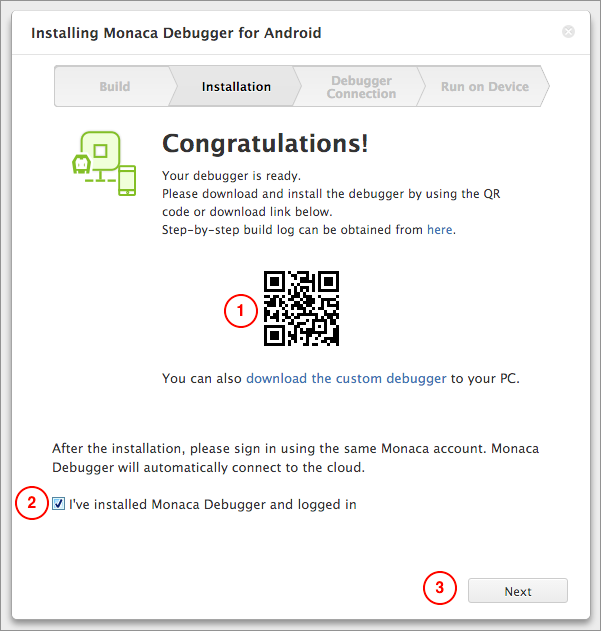 Installing Monaca Debugger for Android
Build
Installation
Debugger
Connection
Run on Device
Congratulations!
Your debugger is ready.
Please download and install the debugger by using the QR
code or download link below.
Step-by-step build log can be obtained from here.
1
You can also download the custom debugger to your PC.
After the installation, please sign in using the same Monaca account. Monaca
Debugger will automatically connect to the cloud.
2 I've installed Monaca Debugger and logged in
3 Next